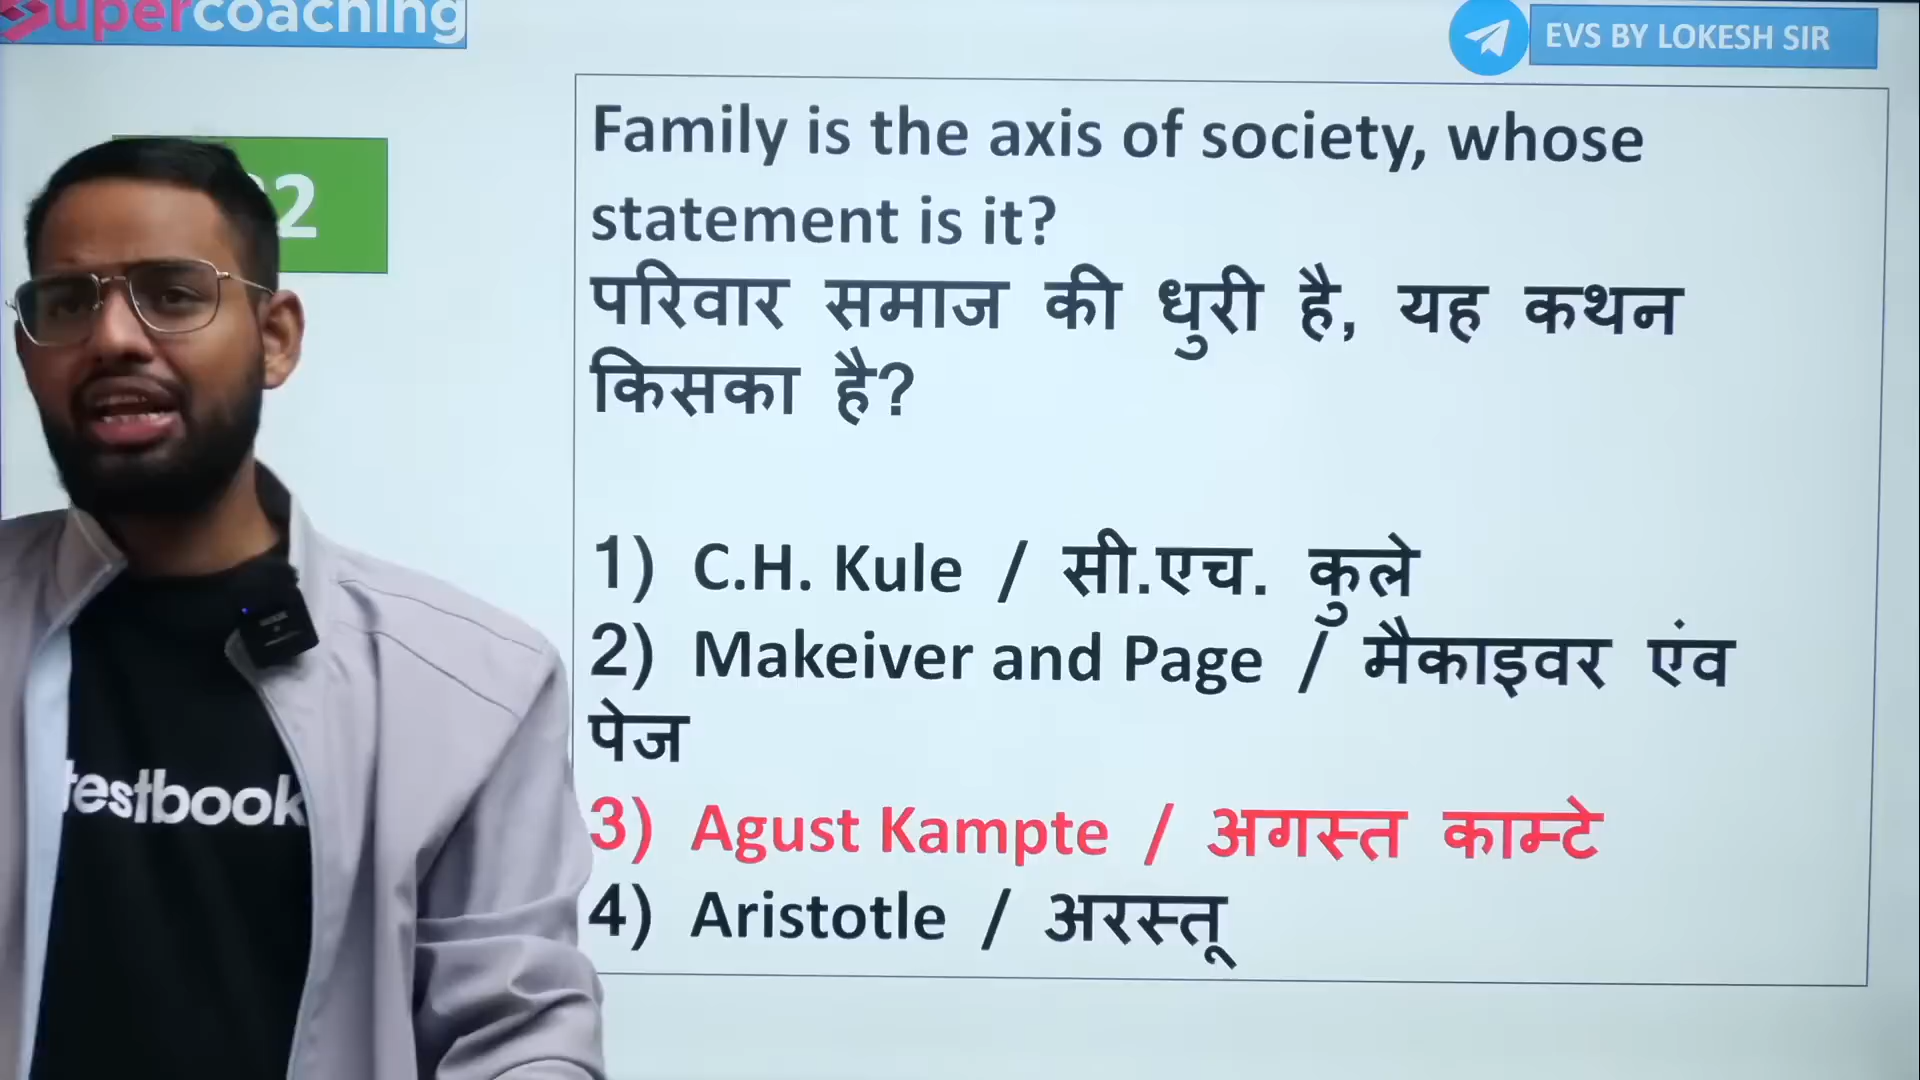 Supercoaching
EVS BY LOKESH SIR
2
Family is the axis of society, whose
statement is it?
परिवार समाज की धुरी है, यह कथन
किसका है?
1) C.H. Kule / सी.एच. कुले
2) Makeiver and Page / मैकाइवर एंव
पेज
3) Agust Kampte / अगस्त काम्टे
4) Aristotle / अरस्तू
testbook